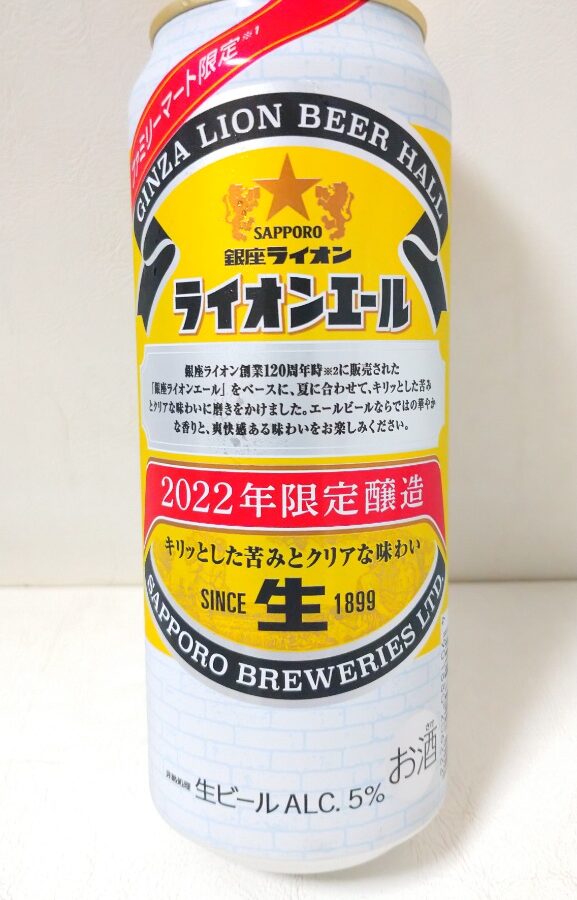 ファミリーマート限定※1
GINZA LION BEER HALL
SAPPORO
銀座ライオン
ライオンエール
銀座ライオン創業120周年時※2に販売された
「銀座ライオンエール」をベースに、夏に合わせて、キリッとした苦み
とクリアな味わいに磨きをかけました。エールビールならではの華やか
な香りと、爽快感ある味わいをお楽しみください。
2022年限定醸造
キリッとした苦みとクリアな味わい
SINCE 生 1899
SAPPORO BREWERIES LTD.
お酒
非熱処理 生ビール ALC. 5%